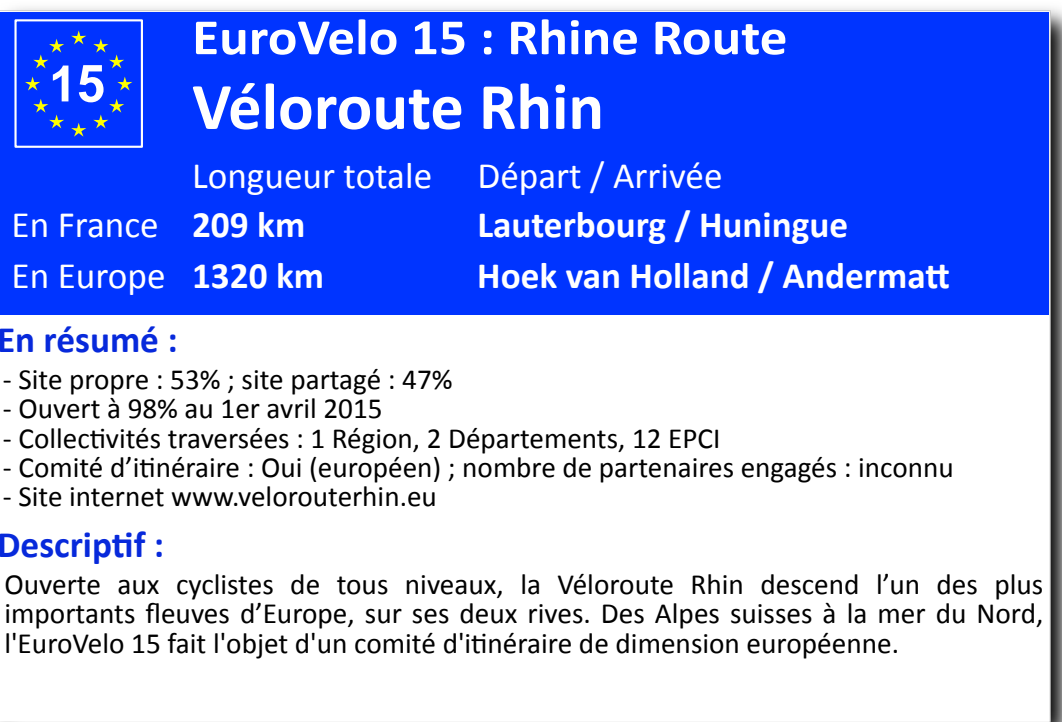 15
EuroVelo 15 : Rhine Route
Véloroute Rhin
Longueur totale Départ / Arrivée
En France 209 km Lauterbourg / Huningue
En Europe 1320 km Hoek van Holland / Andermatt
En résumé :
- Site propre : 53% ; site partagé : 47%
- Ouvert à 98% au 1er avril 2015
- Collectivités traversées : 1 Région, 2 Départements, 12 EPCI
- Comité d’itinéraire : Oui (européen) ; nombre de partenaires engagés : inconnu
- Site internet www.velorouterhin.eu
Descriptif :
Ouverte aux cyclistes de tous niveaux, la Véloroute Rhin descend l’un des plus
importants fleuves d’Europe, sur ses deux rives. Des Alpes suisses à la mer du Nord,
l'EuroVelo 15 fait l'objet d'un comité d'itinéraire de dimension européenne.